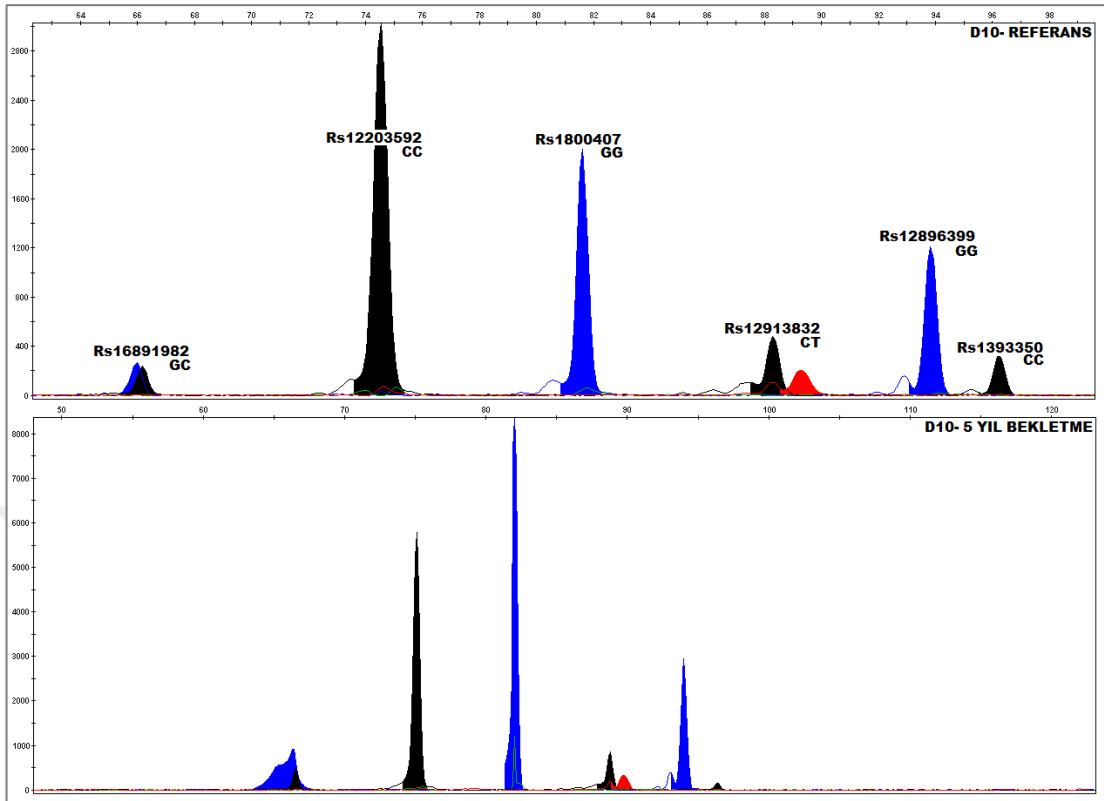 64 66 68 70 72 74 76 78 80 82 84 86 88 90 92 94 96 98
D10- REFERANS
2800
2400
2000
1600
1200
800
400
0
Rs12203592
CC
Rs1800407
GG
Rs12896399
GG
Rs16891982
GC
Rs12913832
CT
Rs1393350
CC
50 60 70 80 90 100 110 120
D10- 5 YIL BEKLETME
8000
7000
6000
5000
4000
3000
2000
1000
0